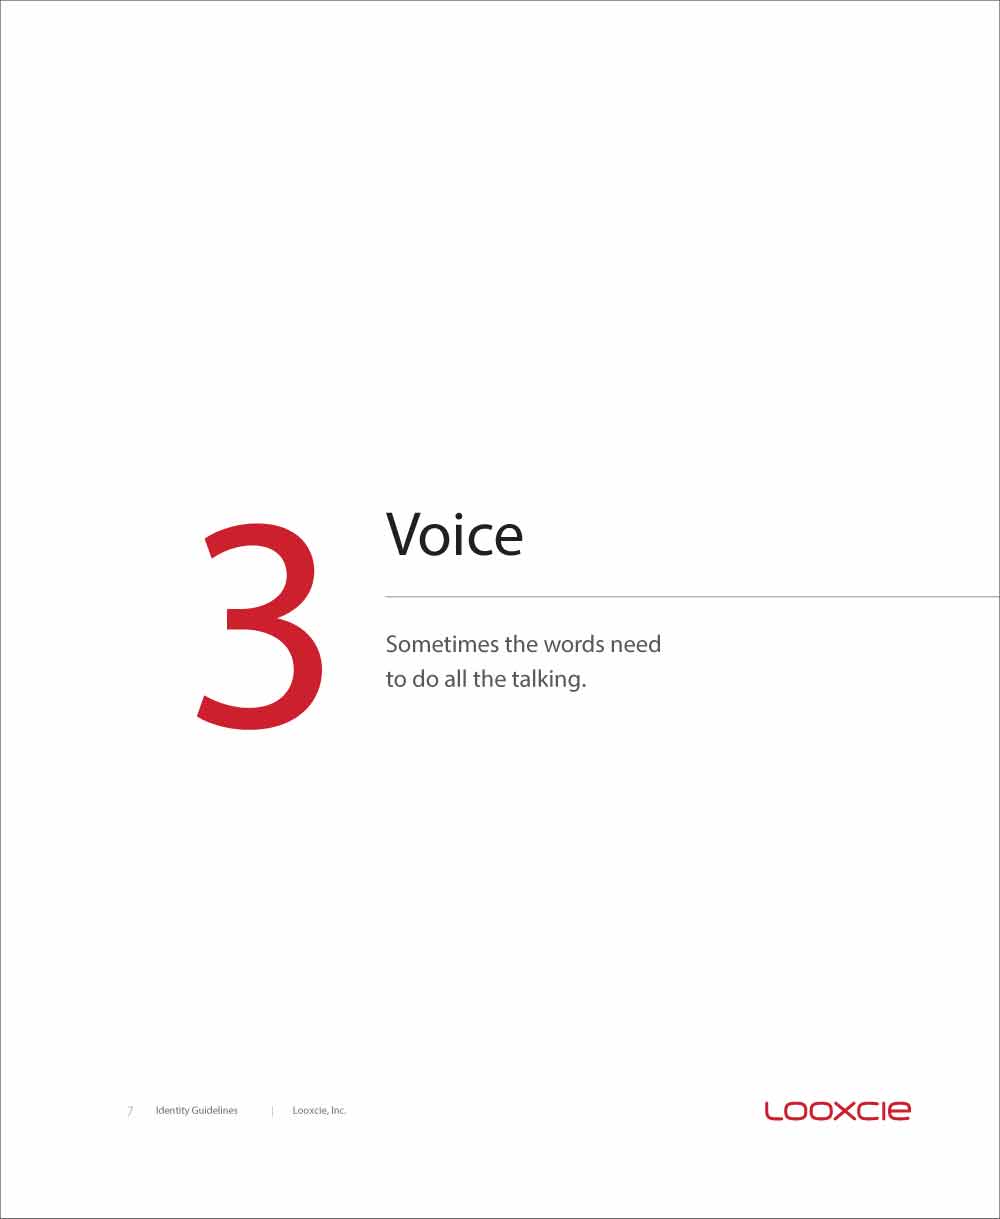 3
Voice
Sometimes the words need
to do all the talking.
7 Identity Guidelines | Looxcie, Inc.
LOOXCIE